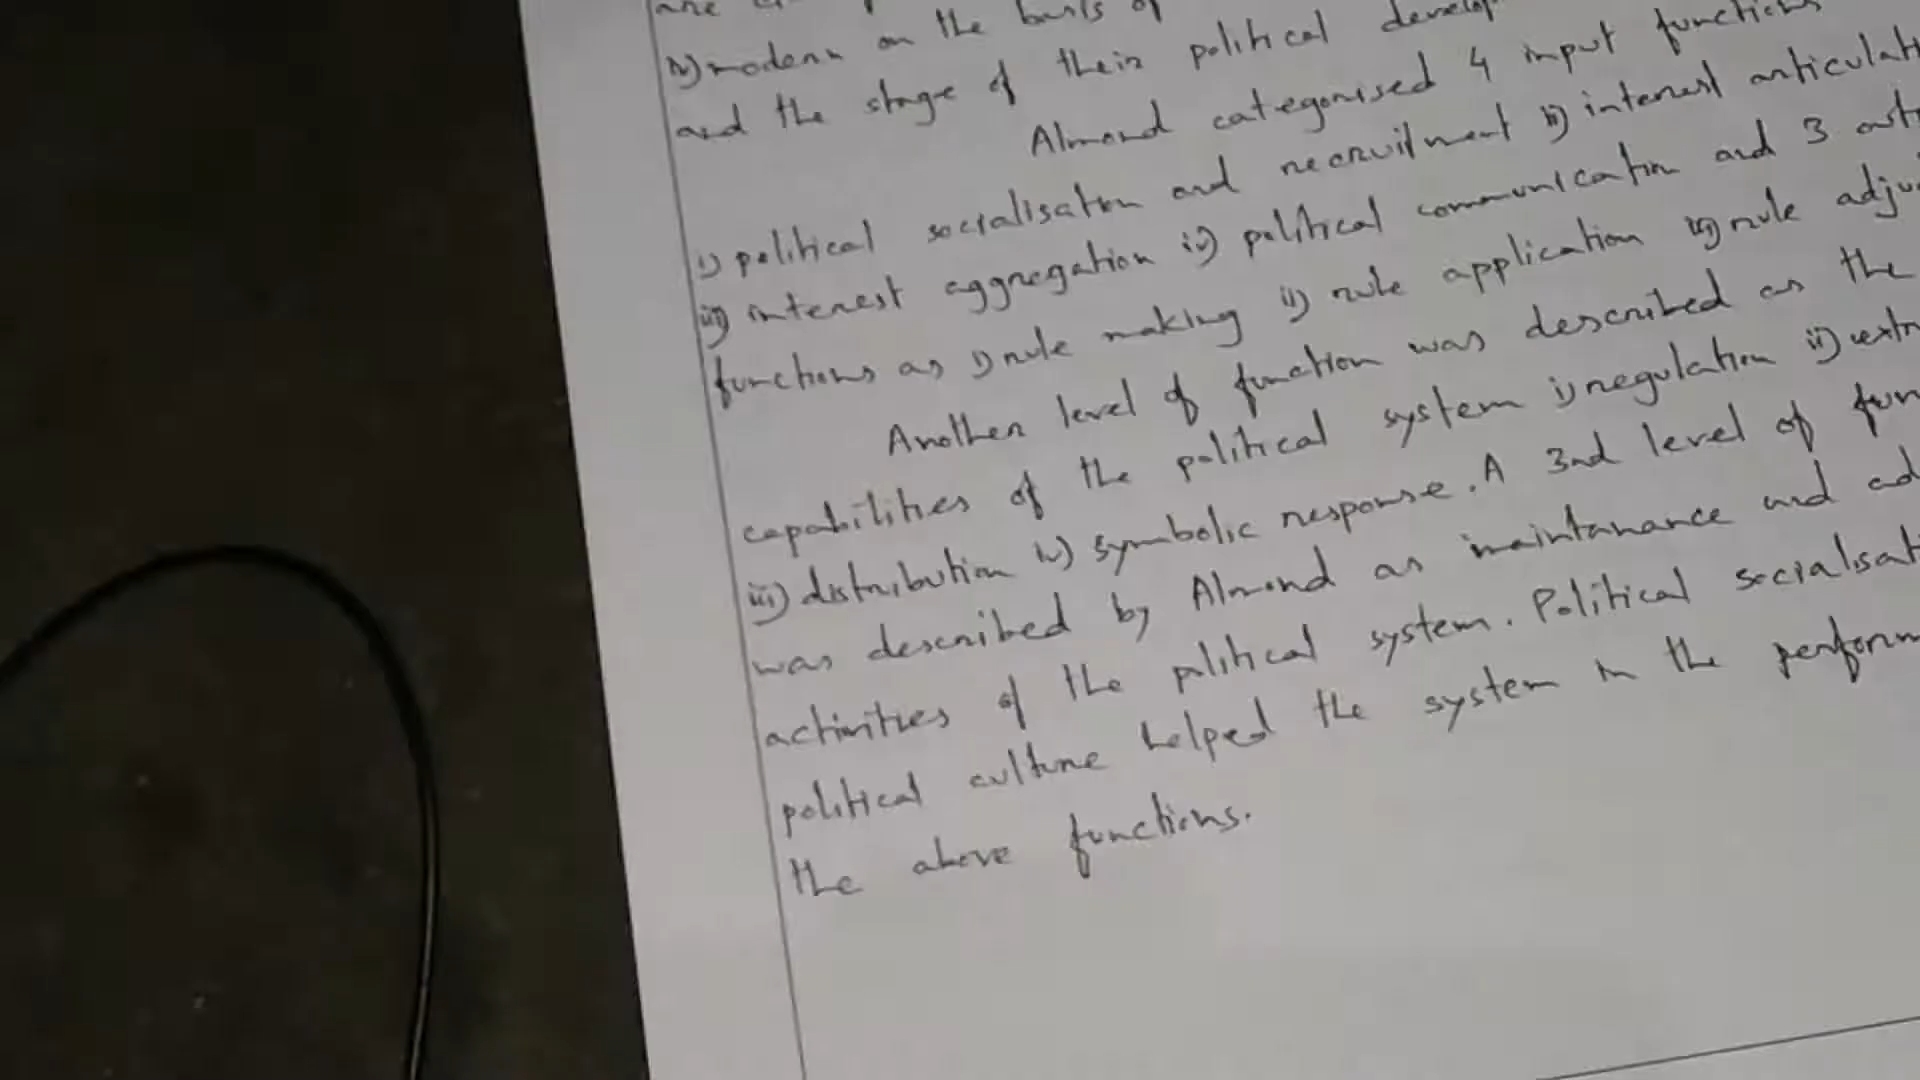 are
iv) modern on the basis of
and the stage of their political develop
Almond categorised 4 input functions
i) political socialisation and recruitment ii) interest articulati
iii) interest aggregation iv) political communication and 3 out
functions as i) rule making ii) rule application iii) rule adju
Another level of function was described as the
capabilities of the political system i) regulation ii) extr
iii) distribution iv) symbolic response. A 3rd level of fun
was described by Almond as maintanance and ad
activities of the political system. Political socialisat
political culture helped the system in the perform
the above functions.